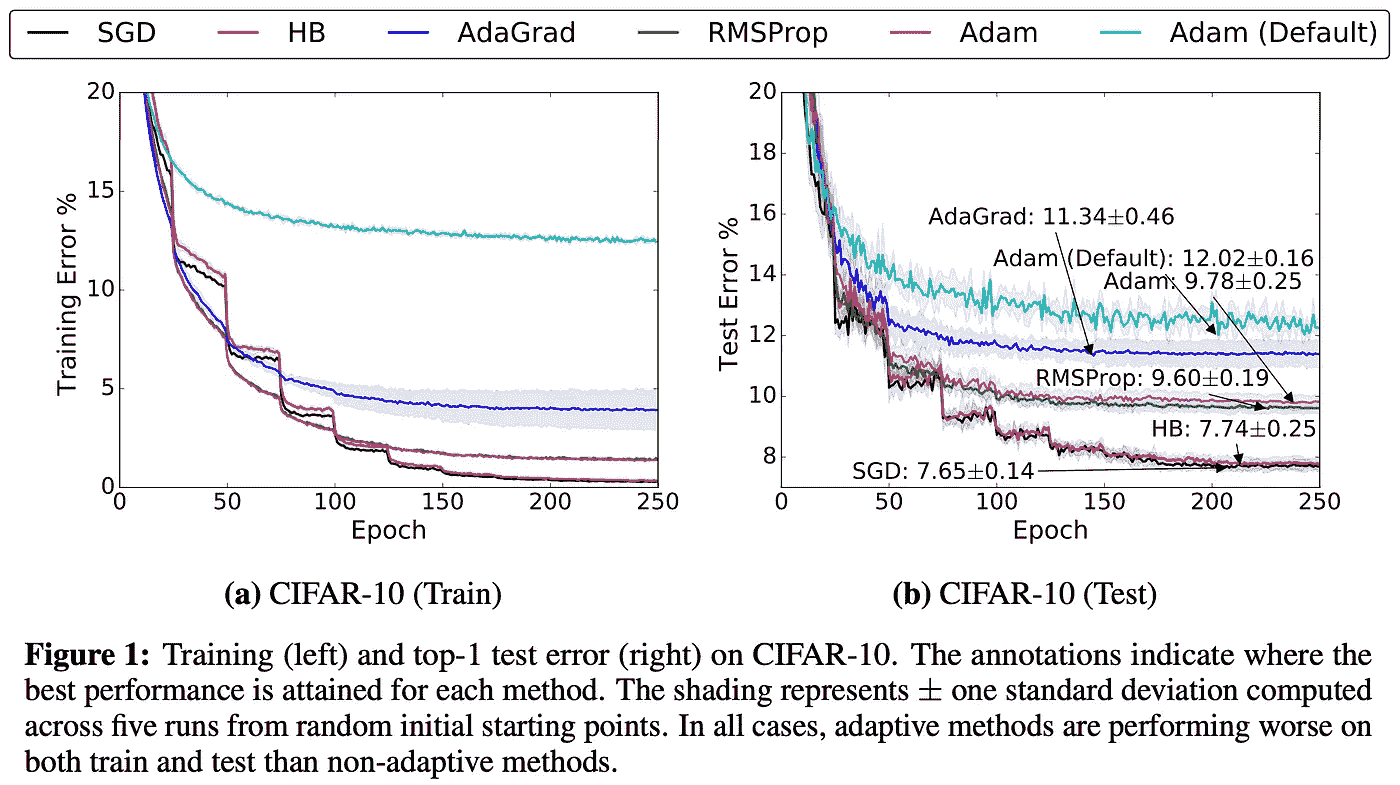 SGD HB AdaGrad RMSProp Adam Adam (Default)
20
15
10
5
0
0 50 100 150 200 250
Training Error %
Epoch
20
18
16
14
12
10
8
0 50 100 150 200 250
Test Error %
Epoch
AdaGrad: 11.34±0.46
Adam (Default): 12.02±0.16
Adam: 9.78±0.25
RMSProp: 9.60±0.19
HB: 7.74±0.25
SGD: 7.65±0.14
(a) CIFAR-10 (Train)
(b) CIFAR-10 (Test)
Figure 1: Training (left) and top-1 test error (right) on CIFAR-10. The annotations indicate where the
best performance is attained for each method. The shading represents ± one standard deviation computed
across five runs from random initial starting points. In all cases, adaptive methods are performing worse on
both train and test than non-adaptive methods.